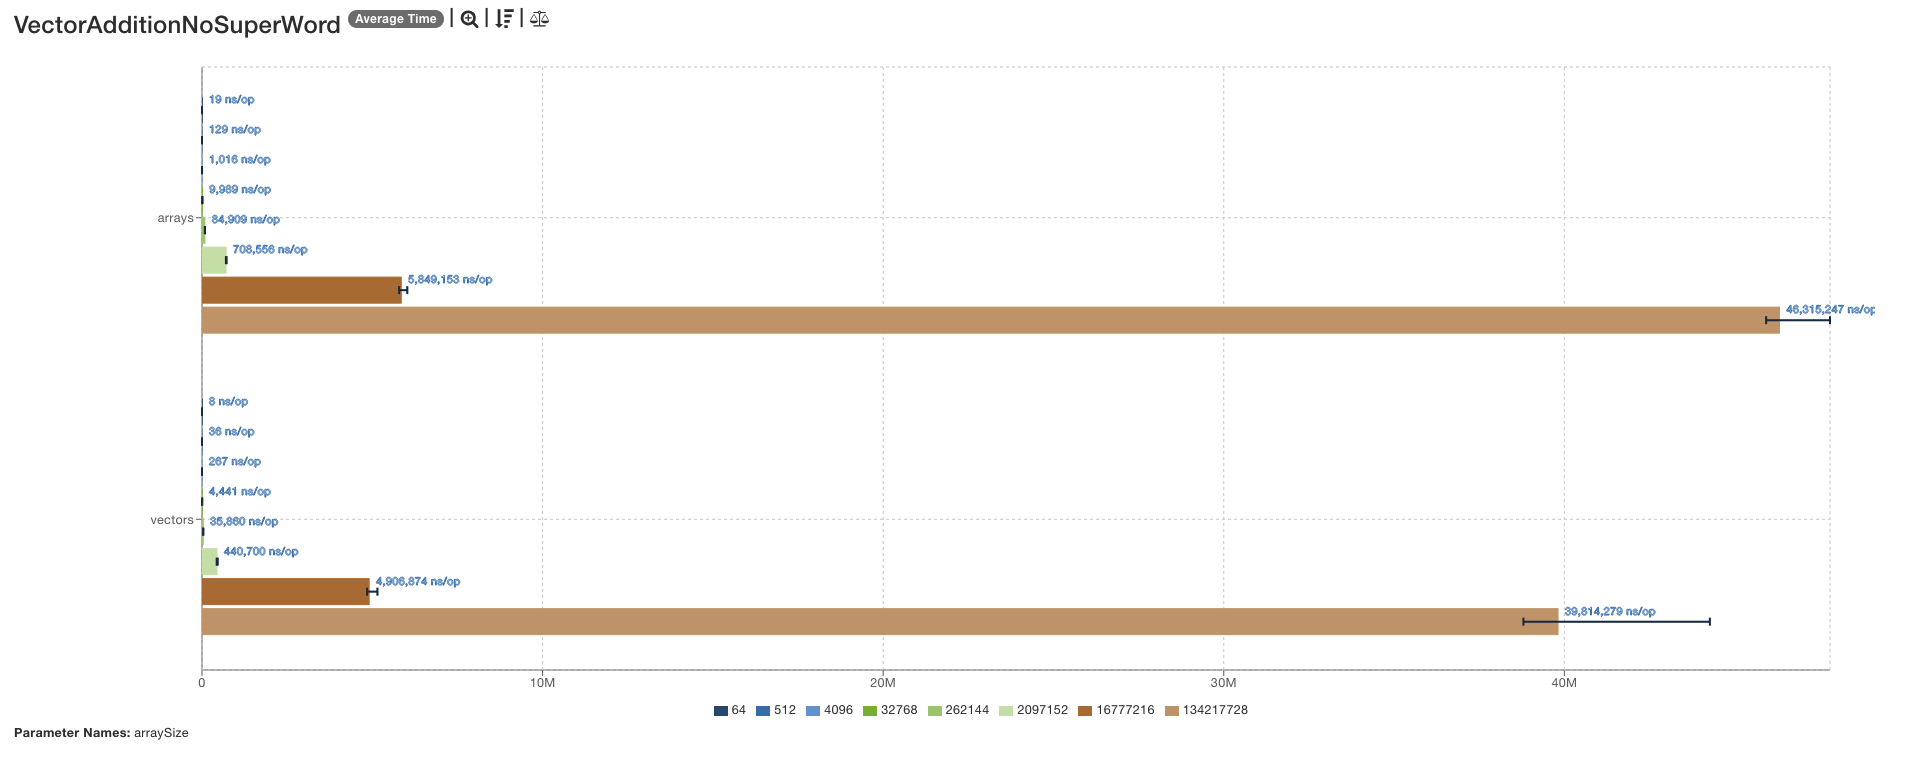 VectorAdditionNoSuperWord Average Time
19 ns/op
129 ns/op
1,016 ns/op
9,989 ns/op
arrays
84,909 ns/op
708,556 ns/op
5,849,153 ns/op
46,315,247 ns/op
8 ns/op
36 ns/op
267 ns/op
4,441 ns/op
vectors
35,860 ns/op
440,700 ns/op
4,906,874 ns/op
39,814,279 ns/op
0 10M 20M 30M 40M
64 512 4096 32768 262144 2097152 16777216 134217728
Parameter Names: arraySize